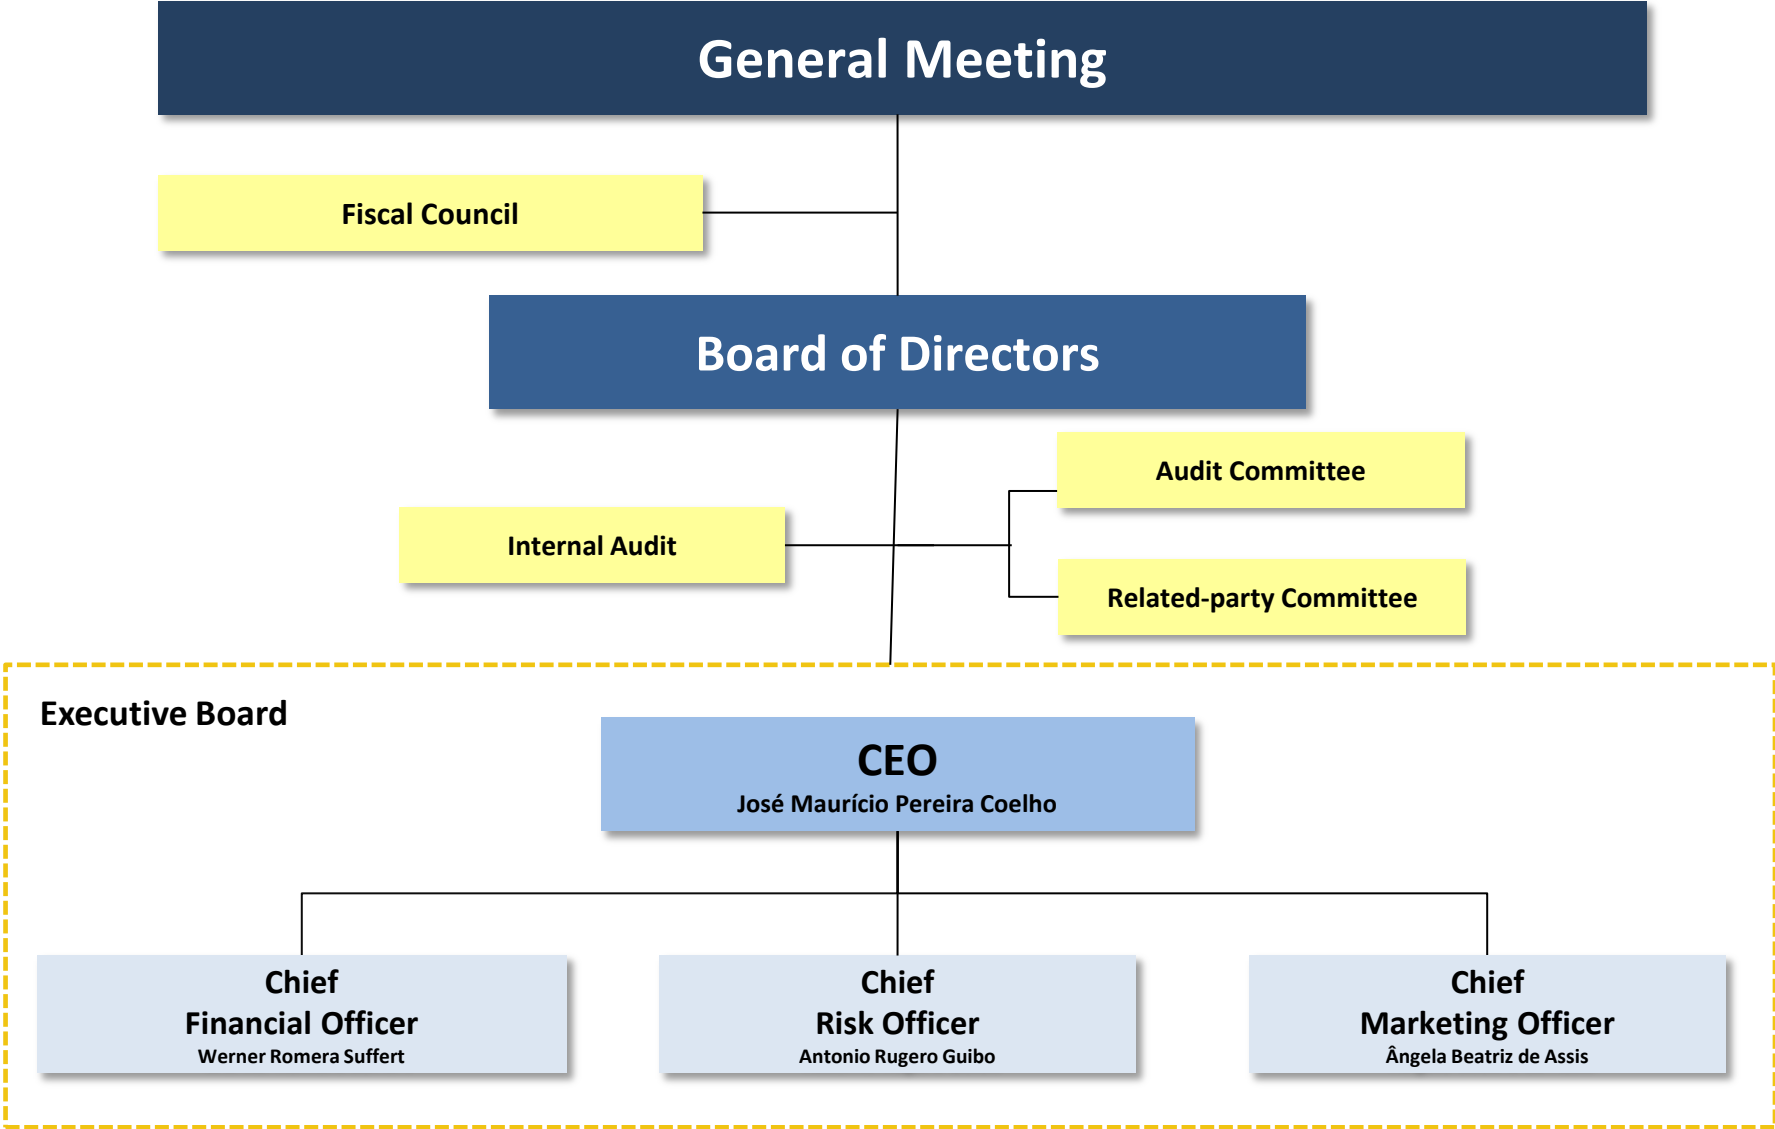 General Meeting
Fiscal Council
Board of Directors
Audit Committee
Internal Audit
Related-party Committee
Executive Board
CEO
José Maurício Pereira Coelho
Chief
Financial Officer
Werner Romera Suffert
Chief
Risk Officer
Antonio Rugero Guibo
Chief
Marketing Officer
Ângela Beatriz de Assis